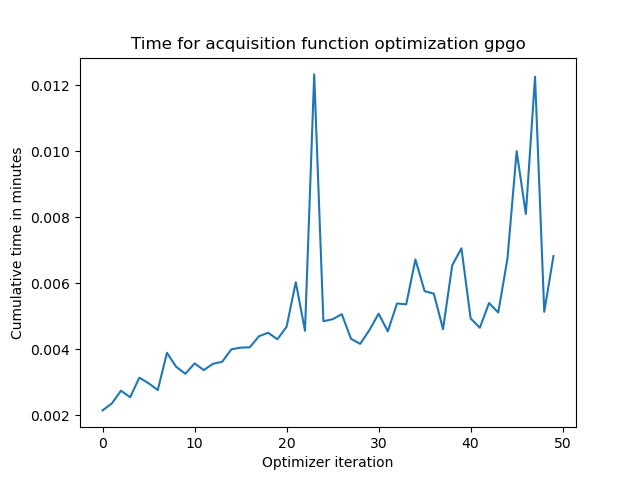 Time for acquisition function optimization gpgo
Cumulative time in minutes
0.012
0.010
0.008
0.006
0.004
0.002
0 10 20 30 40 50
Optimizer iteration